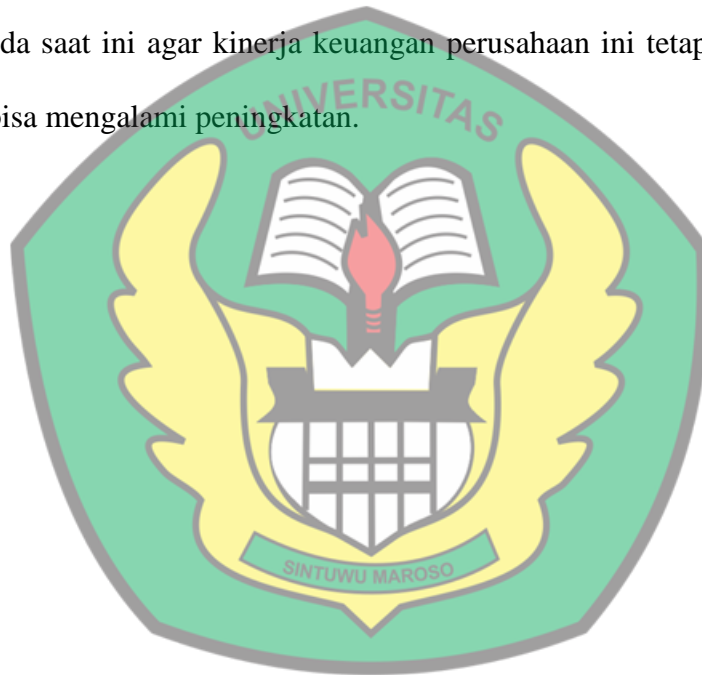 da saat ini agar kinerja keuangan perusahaan ini tetap
bisa mengalami peningkatan.
UNIVERSITAS
SINTUWU MAROSO